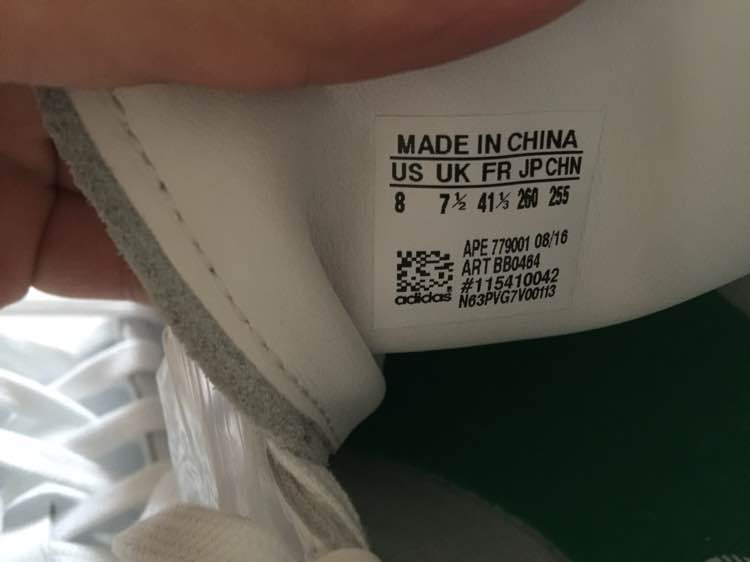 MADE IN CHINA
US UK FR JP CHN
8 7½ 41⅓ 260 255
APE 779001 08/16
ART BB0464
#115410042
adidas N63PVG7V00113